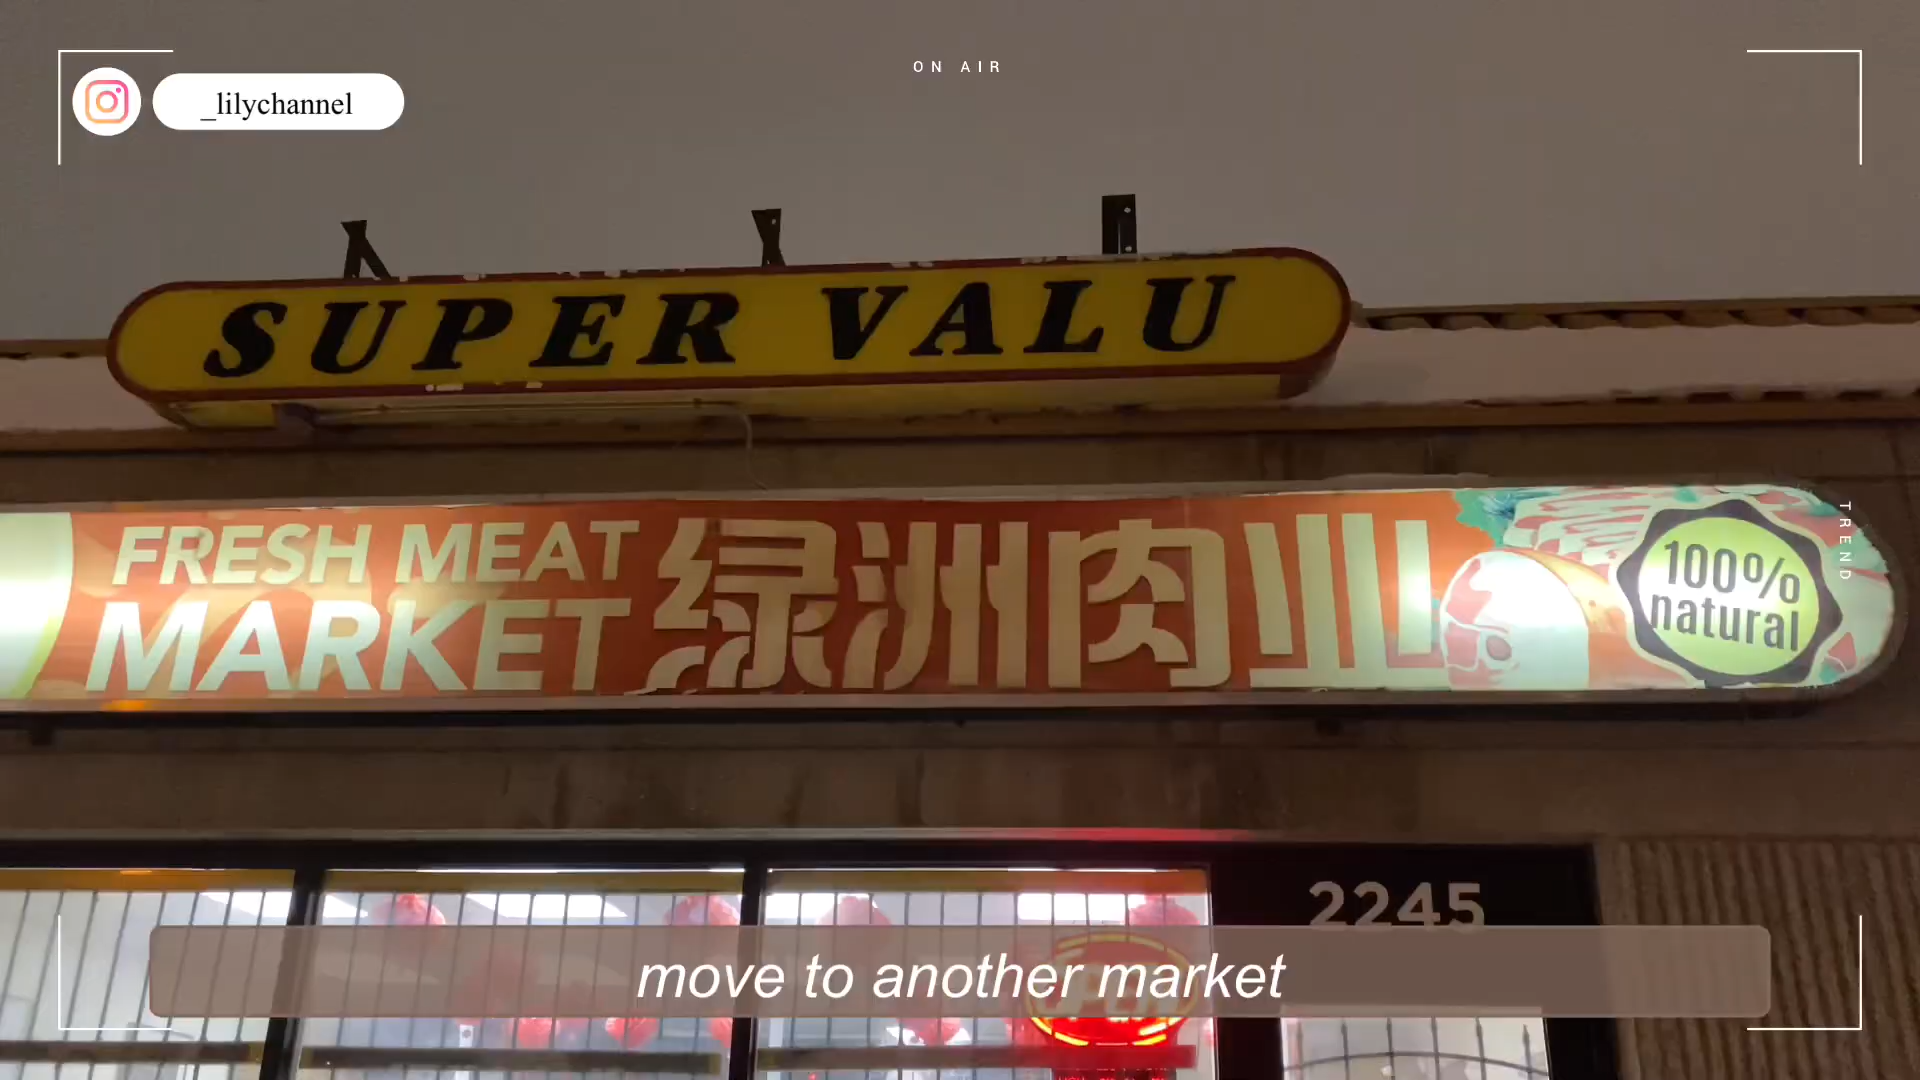 ON AIR
_lilychannel
SUPER VALU
FRESH MEAT
MARKET
绿洲肉业
100%
natural
TREND
2245
move to another market